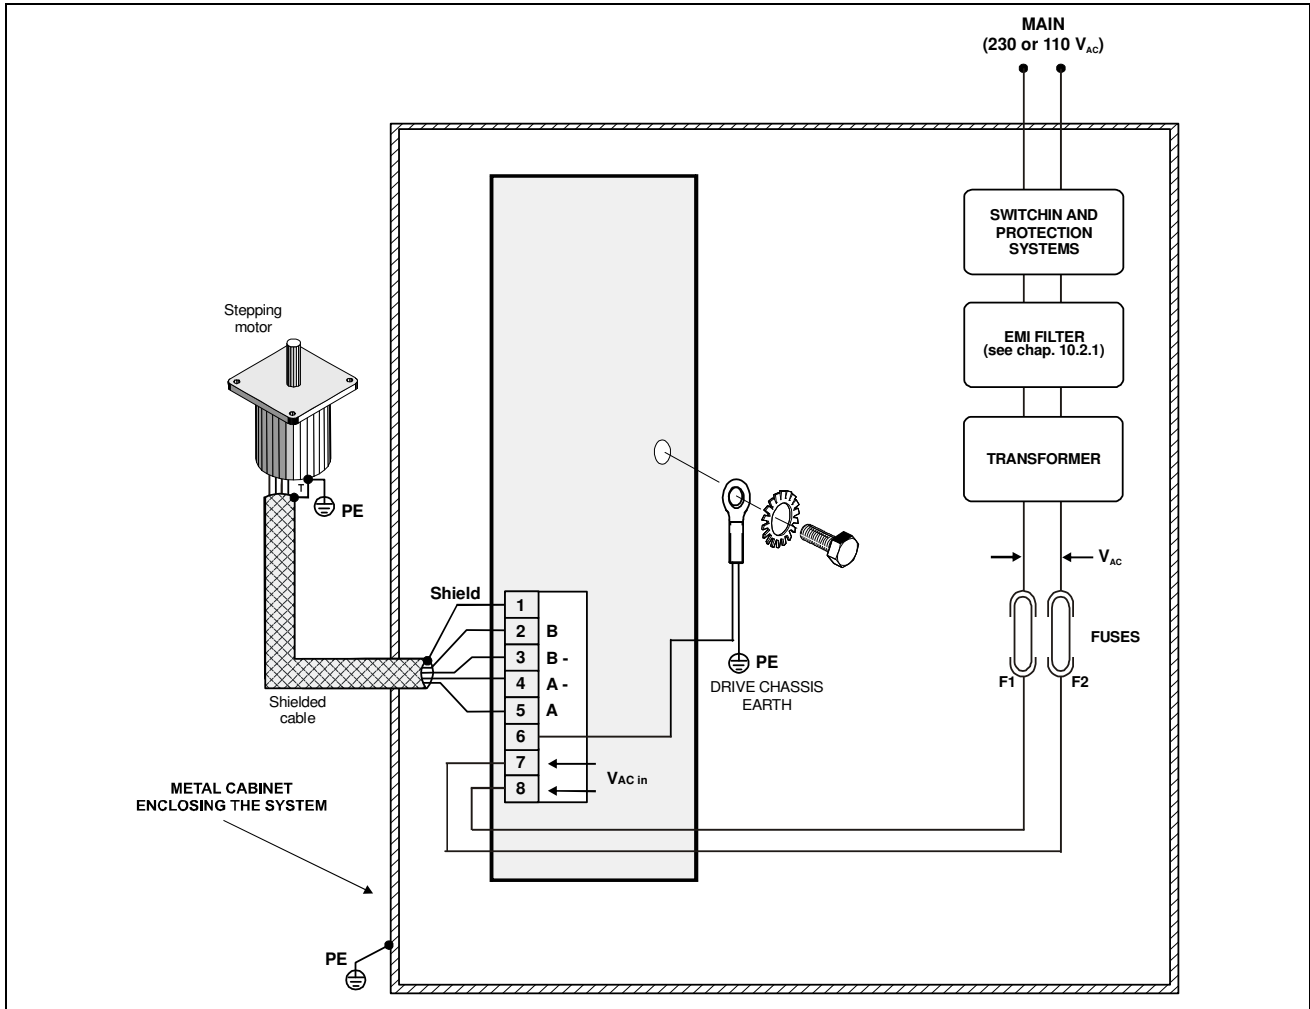 MAIN
(230 or 110 VAC)
SWITCHIN AND
PROTECTION
SYSTEMS
EMI FILTER
(see chap. 10.2.1)
TRANSFORMER
VAC
FUSES
F1
F2
Stepping
motor
T
PE
Shielded
cable
Shield
1
2 B
3 B -
4 A -
5 A
6
7
8
VAC in
PE
DRIVE CHASSIS
EARTH
METAL CABINET
ENCLOSING THE SYSTEM
PE